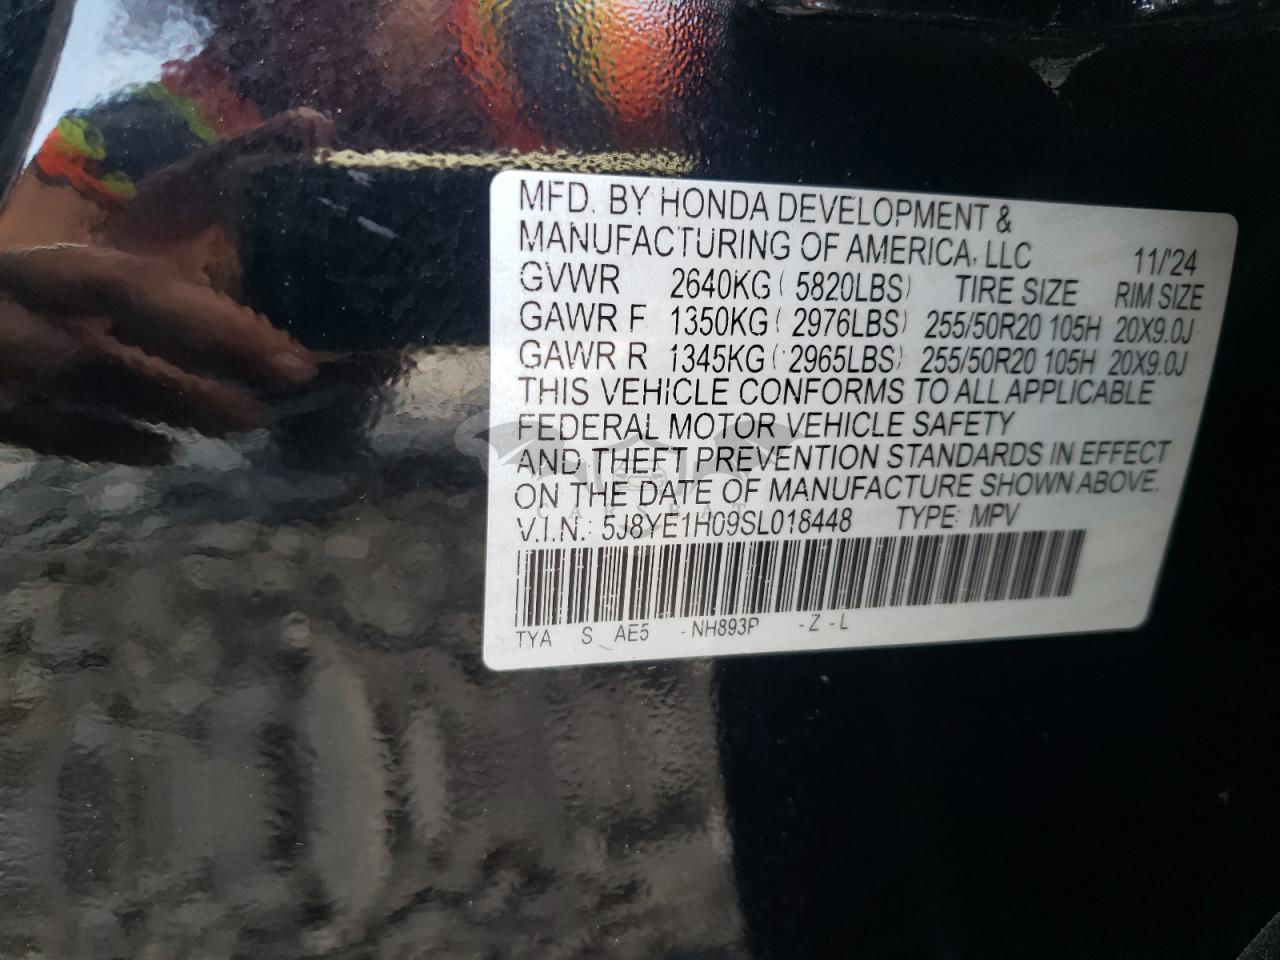 MFD. BY HONDA DEVELOPMENT &
MANUFACTURING OF AMERICA, LLC 11/'24
GVWR 2640KG ( 5820LBS) TIRE SIZE RIM SIZE
GAWR F 1350KG ( 2976LBS) 255/50R20 105H 20X9.0J
GAWR R 1345KG ( 2965LBS) 255/50R20 105H 20X9.0J
THIS VEHICLE CONFORMS TO ALL APPLICABLE
FEDERAL MOTOR VEHICLE SAFETY
AND THEFT PREVENTION STANDARDS IN EFFECT
ON THE DATE OF MANUFACTURE SHOWN ABOVE.
V.I.N.: 5J8YE1H09SL018448 TYPE: MPV
TYA S_AE5 -NH893P -Z-L